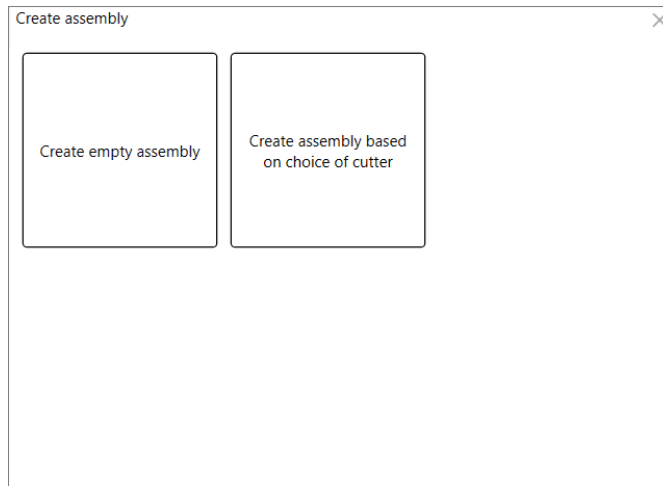 Create assembly
Create empty assembly
Create assembly based
on choice of cutter